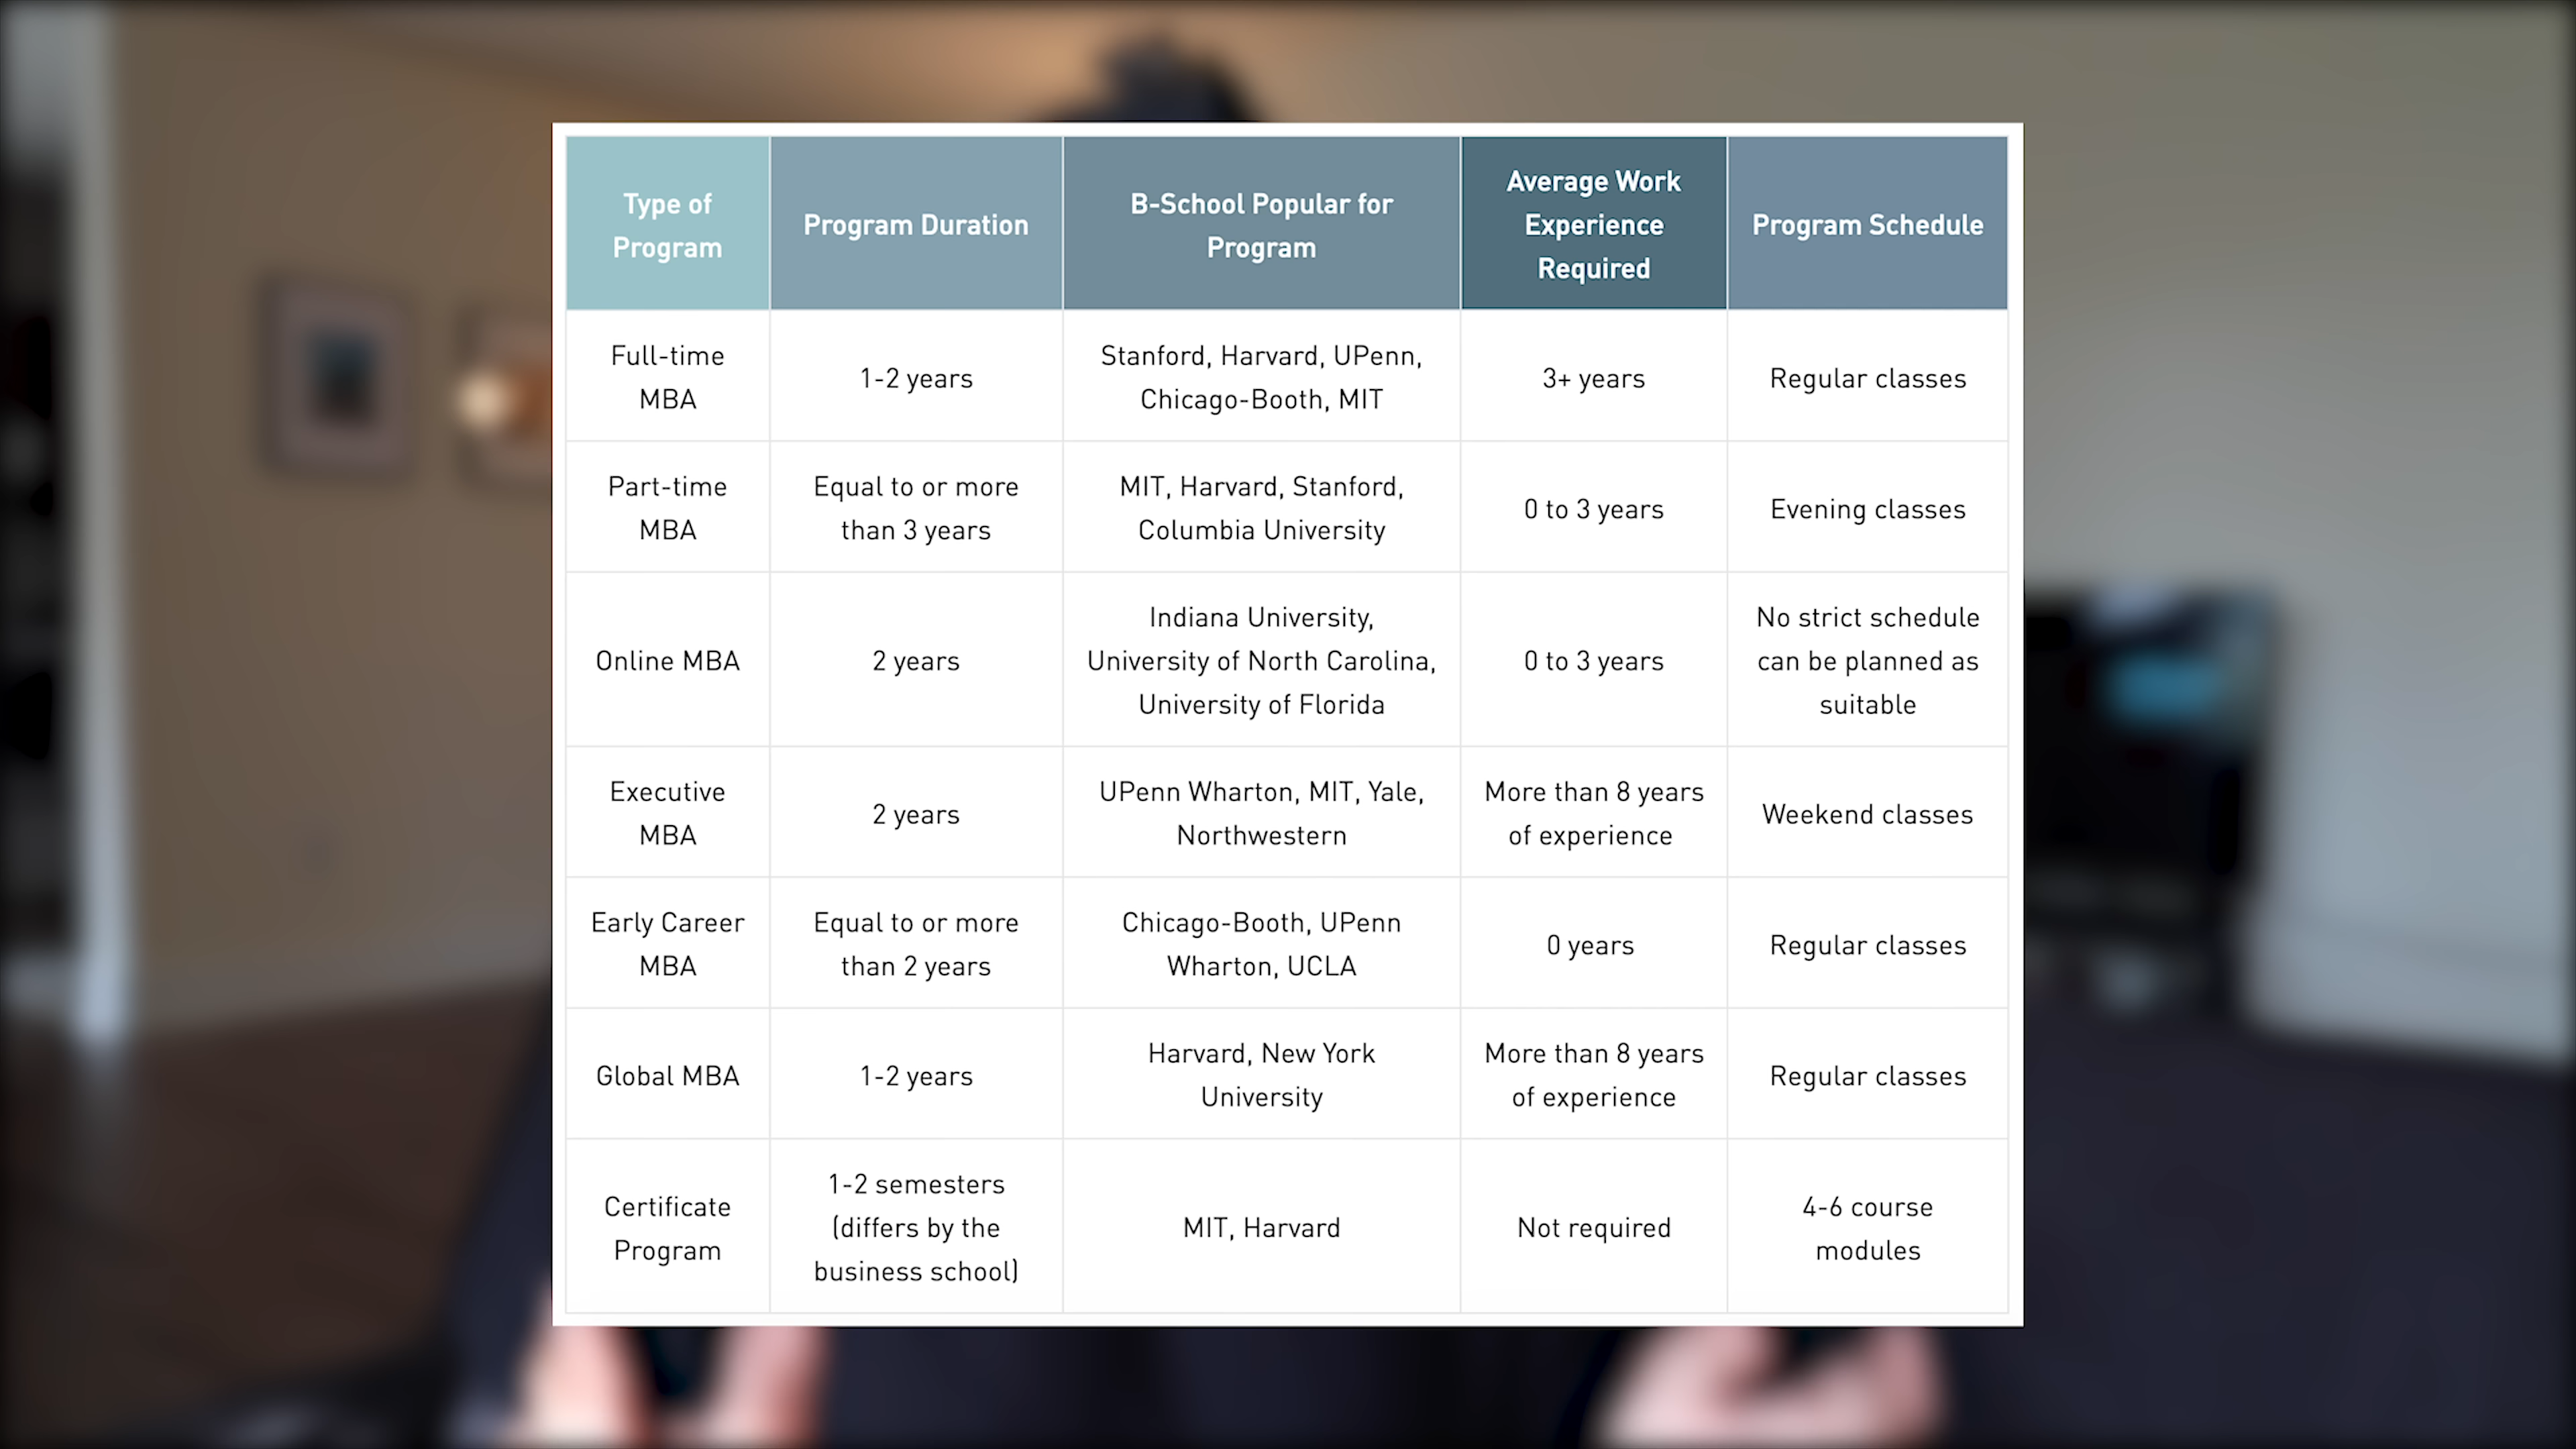 Type of
Program
Program Duration
B-School Popular for
Program
Average Work
Experience
Required
Program Schedule
Full-time
MBA
1-2 years
Stanford, Harvard, UPenn,
Chicago-Booth, MIT
3+ years
Regular classes
Part-time
MBA
Equal to or more
than 3 years
MIT, Harvard, Stanford,
Columbia University
0 to 3 years
Evening classes
Online MBA
2 years
Indiana University,
University of North Carolina,
University of Florida
0 to 3 years
No strict schedule
can be planned as
suitable
Executive
MBA
2 years
UPenn Wharton, MIT, Yale,
Northwestern
More than 8 years
of experience
Weekend classes
Early Career
MBA
Equal to or more
than 2 years
Chicago-Booth, UPenn
Wharton, UCLA
0 years
Regular classes
Global MBA
1-2 years
Harvard, New York
University
More than 8 years
of experience
Regular classes
Certificate
Program
1-2 semesters
(differs by the
business school)
MIT, Harvard
Not required
4-6 course
modules